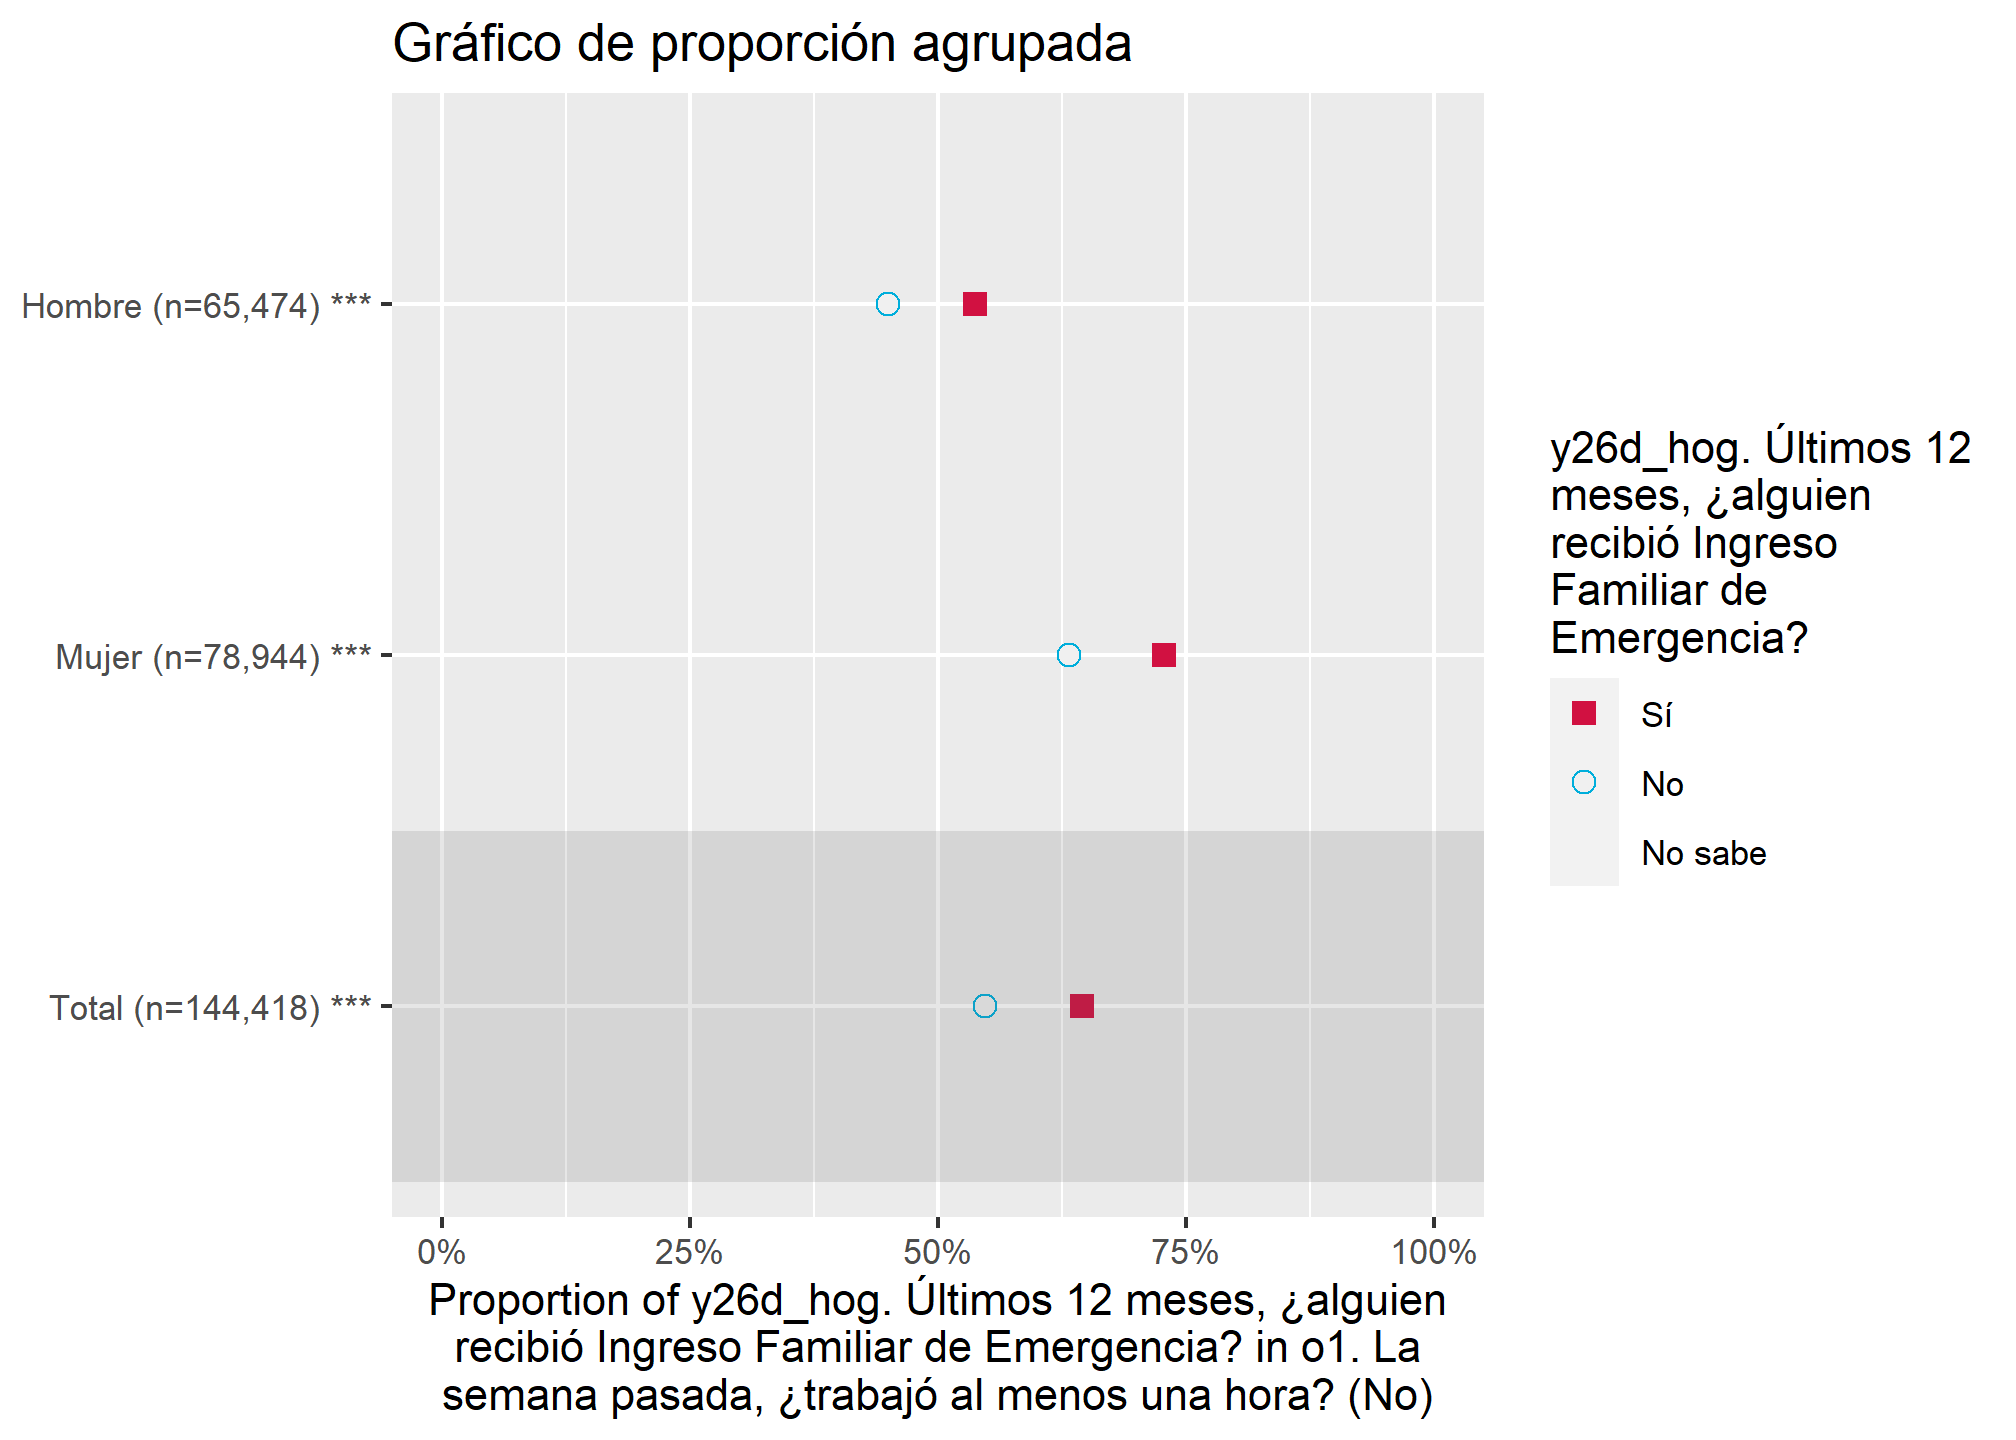 Gráfico de proporción agrupada
Hombre (n=65,474) ***
Mujer (n=78,944) ***
Total (n=144,418) ***
0%
25%
50%
75%
100%
Proportion of y26d_hog. Últimos 12 meses, ¿alguien
recibió Ingreso Familiar de Emergencia? in o1. La
semana pasada, ¿trabajó al menos una hora? (No)
y26d_hog. Últimos 12
meses, ¿alguien
recibió Ingreso
Familiar de
Emergencia?
Sí
No
No sabe